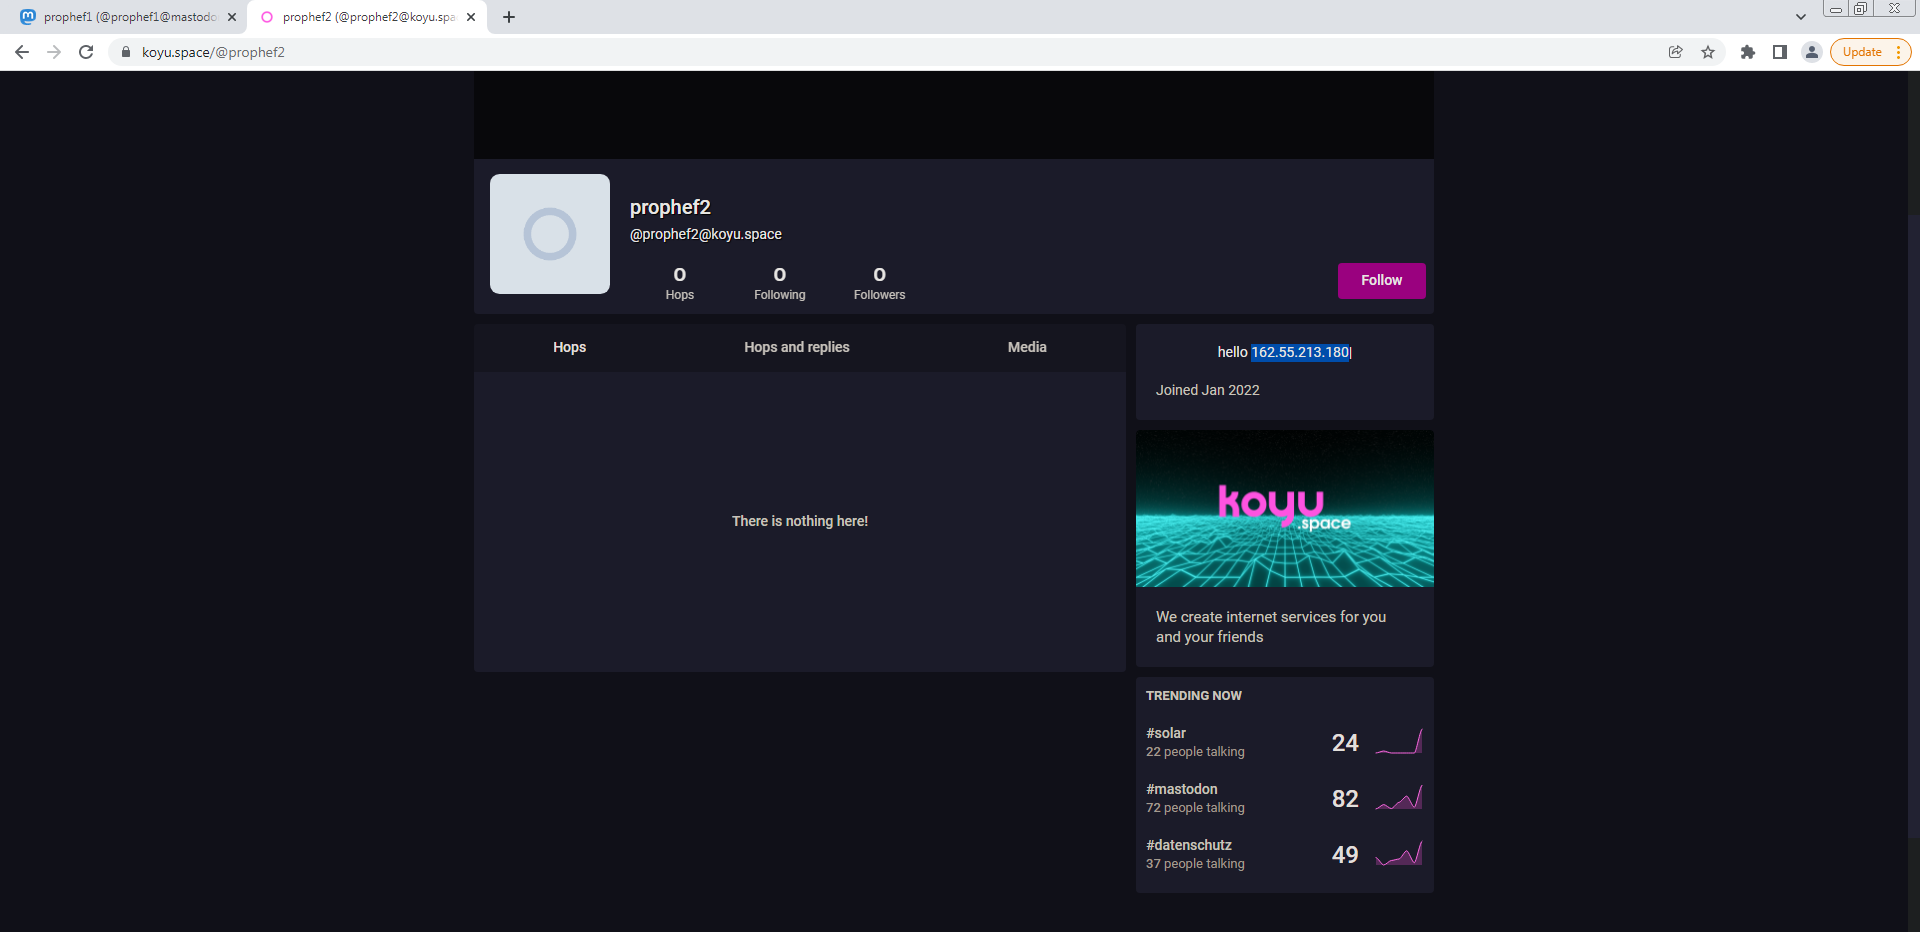 prophef1 (@prophef1@mastodo
prophef2 (@prophef2@koyu.spa
koyu.space/@prophef2
Update
prophef2
@prophef2@koyu.space
0 0 0
Hops Following Followers
Follow
Hops Hops and replies Media
hello 162.55.213.180|
Joined Jan 2022
There is nothing here!
koyu
.space
We create internet services for you
and your friends
TRENDING NOW
#solar
22 people talking
24
#mastodon
72 people talking
82
#datenschutz
37 people talking
49